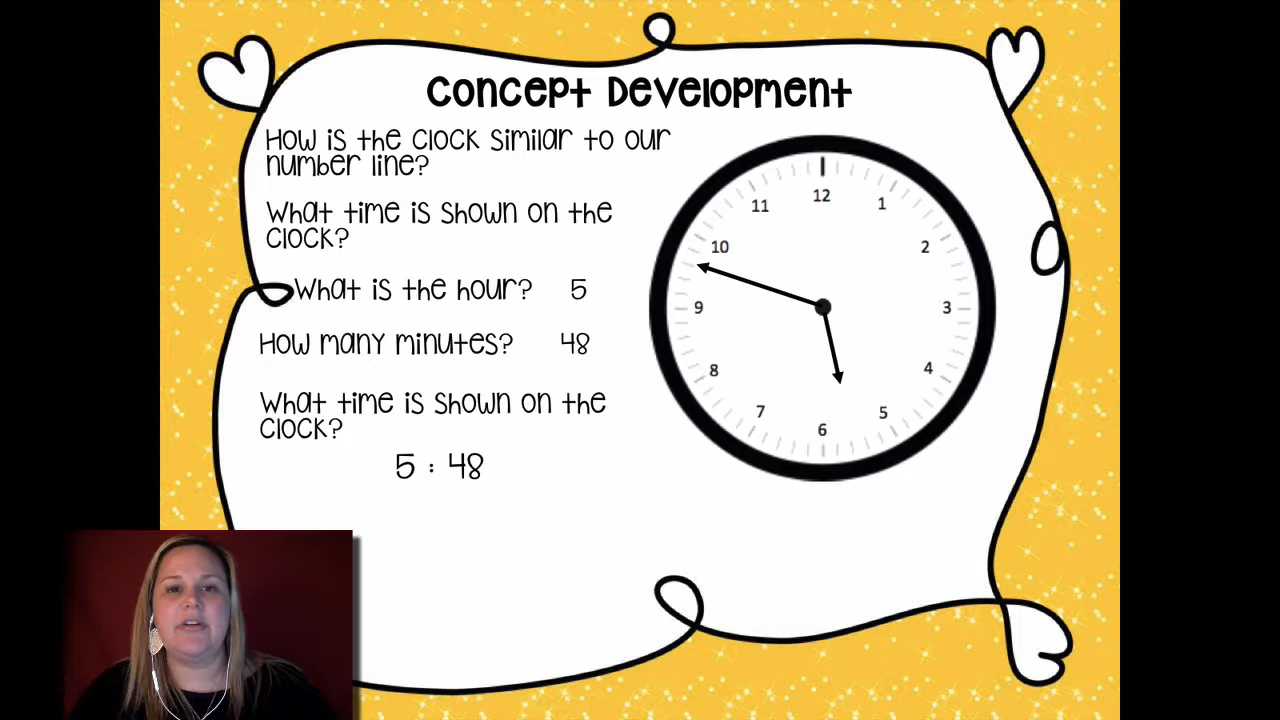 Concept Development
How is the clock similar to our
number line?
What time is shown on the
clock?
What is the hour? 5
How many minutes? 48
What time is shown on the
clock?
5 : 48
12
11
1
10
2
9
3
8
4
7
5
6